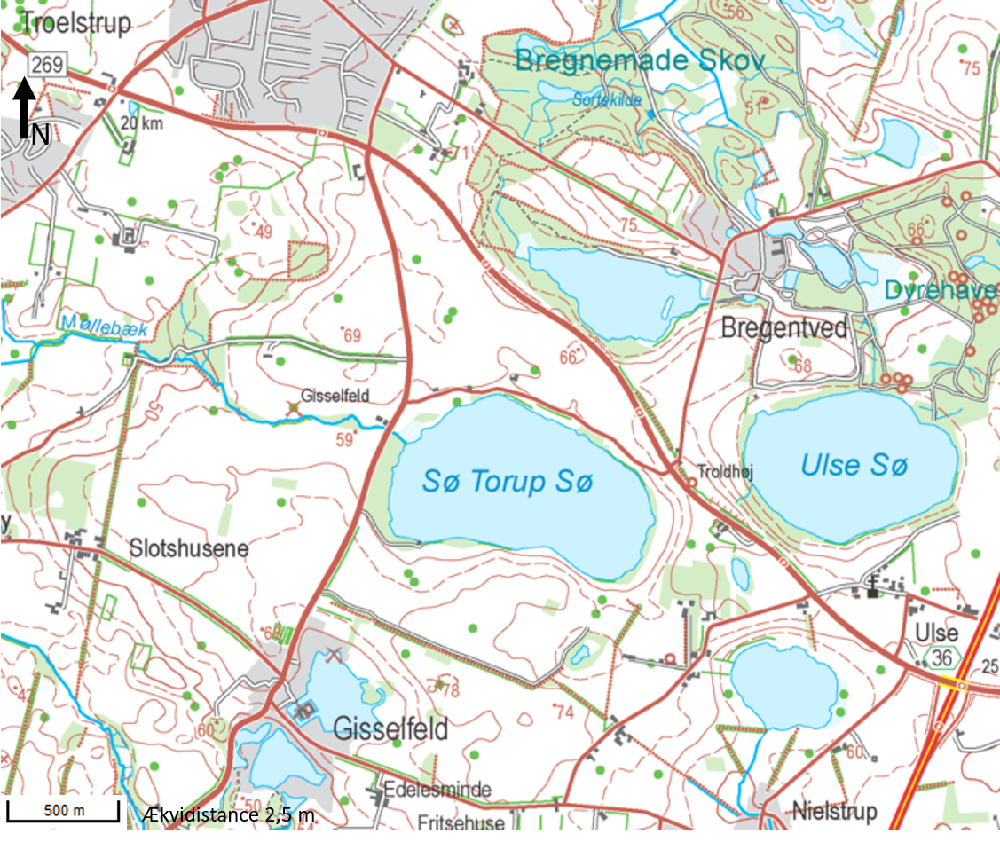 Troelstrup
56
269
Bregnemade Skov
75
Sortekilde
51
20 km
N
71
49
75
66
Dyrehave
Møllebæk
69
Bregentved
66
68
Gisselfeld
50
59
Sø Torup Sø
Ulse Sø
Troldhøj
y
Slotshusene
Ulse
36
25
78
74
60
Gisselfeld
60
Edelesminde
50
Fritsehuse
Nielstrup
500 m
Ækvidistance 2,5 m